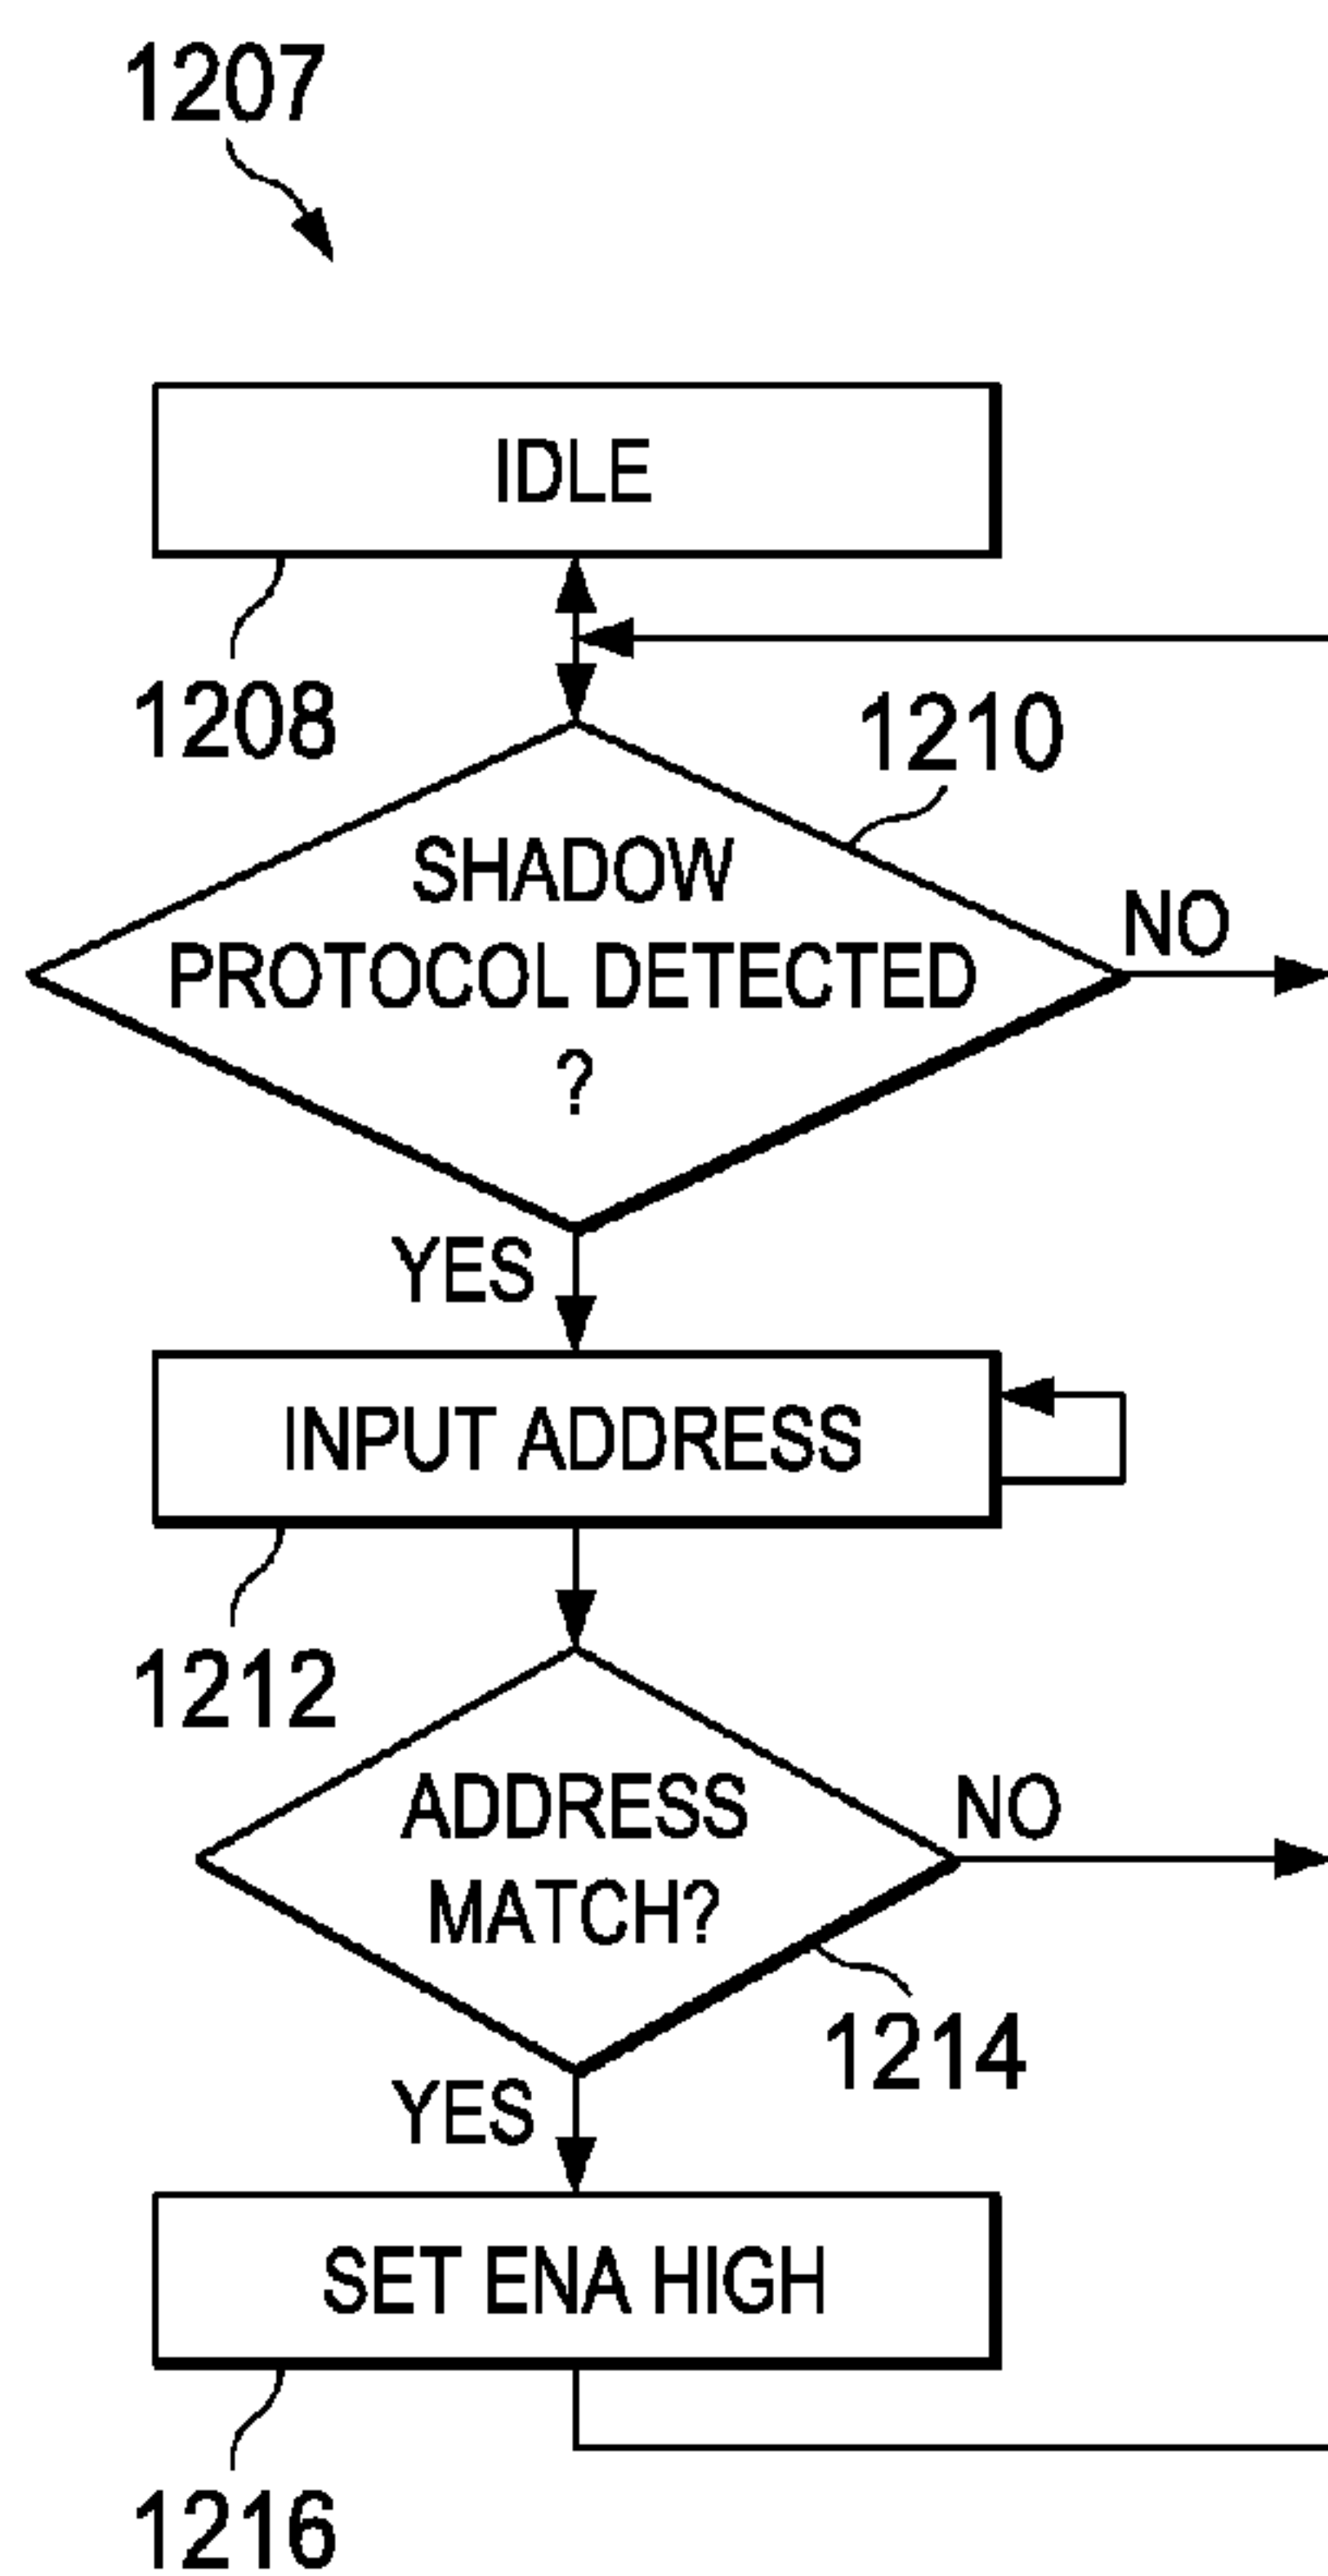 1207
IDLE
1208
1210
SHADOW
PROTOCOL DETECTED
?
NO
YES
INPUT ADDRESS
1212
ADDRESS
MATCH?
NO
1214
YES
SET ENA HIGH
1216